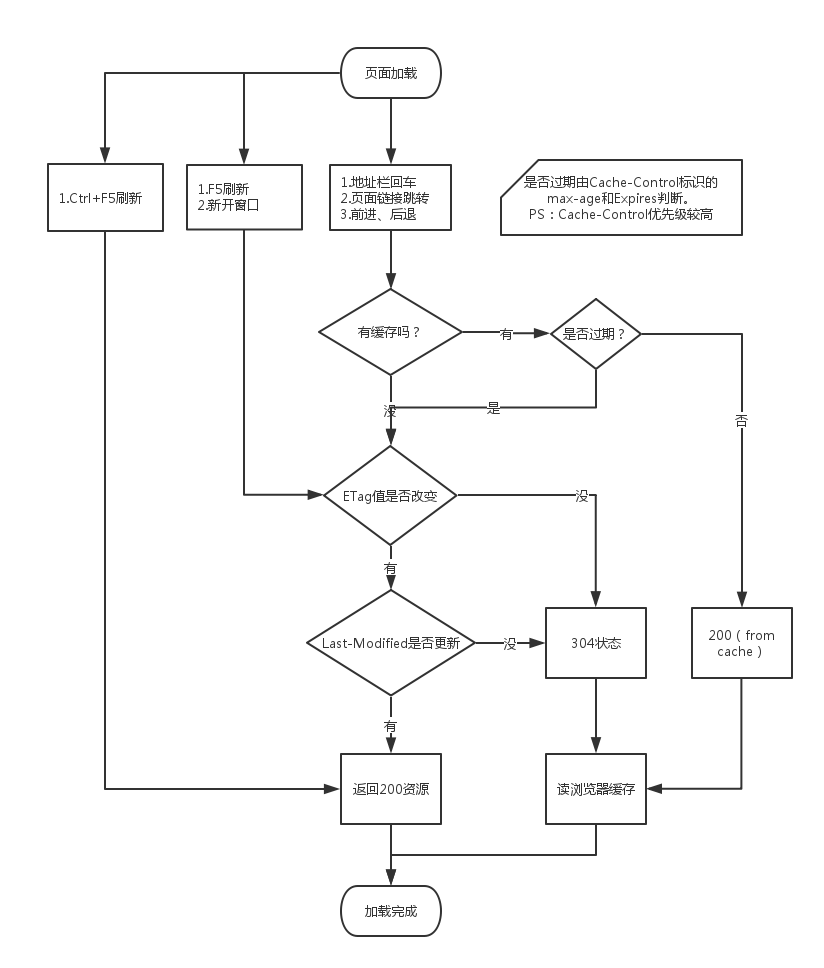 页面加载
1.Ctrl+F5刷新
1.F5刷新
2.新开窗口
1.地址栏回车
2.页面链接跳转
3.前进、后退
是否过期由Cache-Control标识的
max-age和Expires判断。
PS：Cache-Control优先级较高
有缓存吗？
有
是否过期？
没
是
否
ETag值是否改变
没
有
Last-Modified是否更新
没
304状态
200（from
cache）
有
返回200资源
读浏览器缓存
加载完成